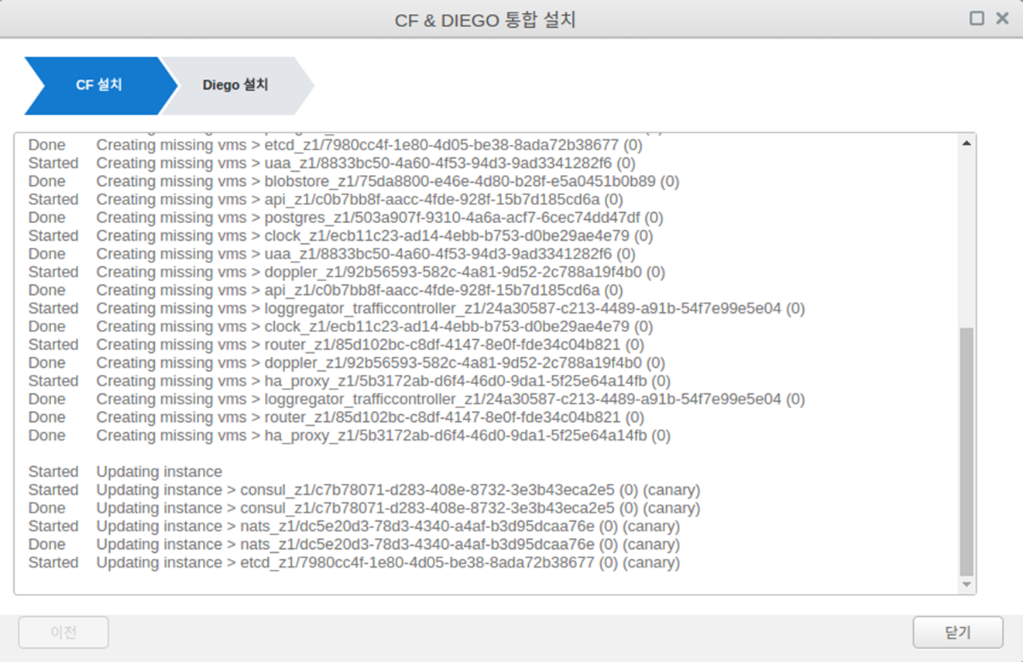 CF & DIEGO 통합 설치
CF 설치
Diego 설치
Done Creating missing vms > etcd_z1/7980cc4f-1e80-4d05-be38-8ada72b38677 (0)
Started Creating missing vms > uaa_z1/8833bc50-4a60-4f53-94d3-9ad3341282f6 (0)
Done Creating missing vms > blobstore_z1/75da8800-e46e-4d80-b28f-e5a0451b0b89 (0)
Started Creating missing vms > api_z1/c0b7bb8f-aacc-4fde-928f-15b7d185cd6a (0)
Done Creating missing vms > postgres_z1/503a907f-9310-4a6a-acf7-6cec74dd47df (0)
Started Creating missing vms > clock_z1/ecb11c23-ad14-4ebb-b753-d0be29ae4e79 (0)
Done Creating missing vms > uaa_z1/8833bc50-4a60-4f53-94d3-9ad3341282f6 (0)
Started Creating missing vms > doppler_z1/92b56593-582c-4a81-9d52-2c788a19f4b0 (0)
Done Creating missing vms > api_z1/c0b7bb8f-aacc-4fde-928f-15b7d185cd6a (0)
Started Creating missing vms > loggregator_trafficcontroller_z1/24a30587-c213-4489-a91b-54f7e99e5e04 (0)
Done Creating missing vms > clock_z1/ecb11c23-ad14-4ebb-b753-d0be29ae4e79 (0)
Started Creating missing vms > router_z1/85d102bc-c8df-4147-8e0f-fde34c04b821 (0)
Done Creating missing vms > doppler_z1/92b56593-582c-4a81-9d52-2c788a19f4b0 (0)
Started Creating missing vms > ha_proxy_z1/5b3172ab-d6f4-46d0-9da1-5f25e64a14fb (0)
Done Creating missing vms > loggregator_trafficcontroller_z1/24a30587-c213-4489-a91b-54f7e99e5e04 (0)
Done Creating missing vms > router_z1/85d102bc-c8df-4147-8e0f-fde34c04b821 (0)
Done Creating missing vms > ha_proxy_z1/5b3172ab-d6f4-46d0-9da1-5f25e64a14fb (0)
Started Updating instance
Started Updating instance > consul_z1/c7b78071-d283-408e-8732-3e3b43eca2e5 (0) (canary)
Done Updating instance > consul_z1/c7b78071-d283-408e-8732-3e3b43eca2e5 (0) (canary)
Started Updating instance > nats_z1/dc5e20d3-78d3-4340-a4af-b3d95dcaa76e (0) (canary)
Done Updating instance > nats_z1/dc5e20d3-78d3-4340-a4af-b3d95dcaa76e (0) (canary)
Started Updating instance > etcd_z1/7980cc4f-1e80-4d05-be38-8ada72b38677 (0) (canary)
이전
닫기